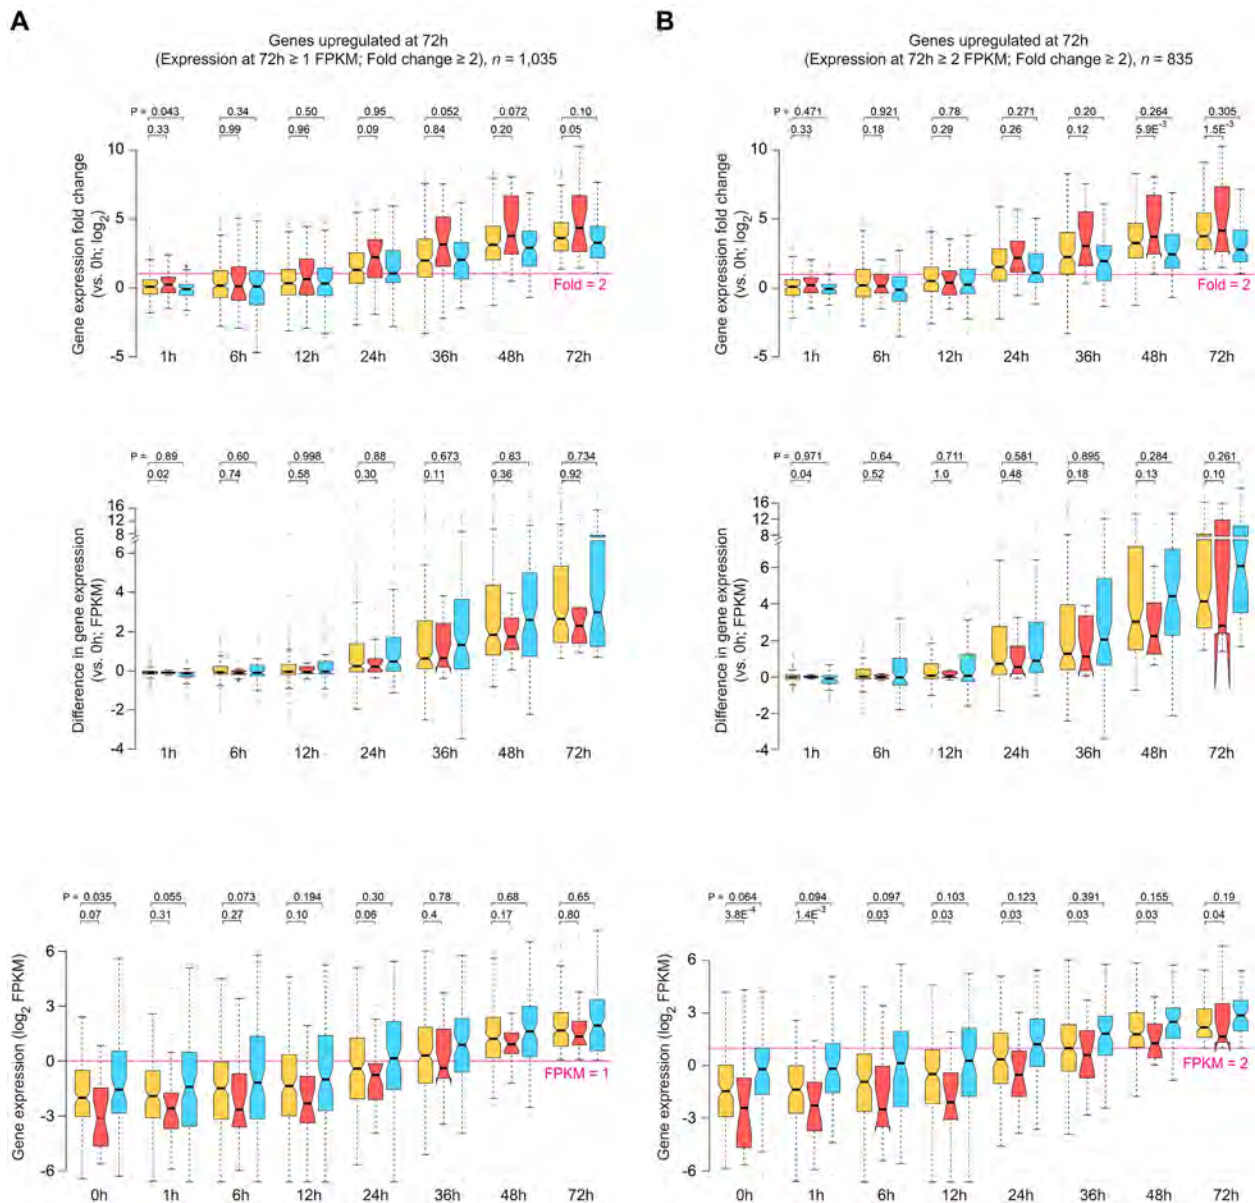 A
Genes upregulated at 72h
(Expression at 72h ≥ 1 FPKM; Fold change ≥ 2), n = 1,035
P = 0.043 0.34 0.50 0.95 0.052 0.072 0.10
0.33 0.99 0.96 0.09 0.84 0.20 0.05
Gene expression fold change
(vs. 0h; log2)
10
5
0
-5
Fold = 2
1h 6h 12h 24h 36h 48h 72h
P = 0.89 0.60 0.998 0.88 0.673 0.83 0.734
0.02 0.74 0.58 0.30 0.11 0.36 0.92
Difference in gene expression
(vs. 0h; FPKM)
16
12
8
6
4
2
0
-2
-4
1h 6h 12h 24h 36h 48h 72h
P = 0.035 0.055 0.073 0.194 0.30 0.78 0.68 0.65
0.07 0.31 0.27 0.10 0.06 0.4 0.17 0.80
Gene expression (log2 FPKM)
6
3
0
-3
-6
FPKM = 1
0h 1h 6h 12h 24h 36h 48h 72h
B
Genes upregulated at 72h
(Expression at 72h ≥ 2 FPKM; Fold change ≥ 2), n = 835
P = 0.471 0.921 0.78 0.271 0.20 0.264 0.305
0.33 0.18 0.29 0.26 0.12 5.9E-3 1.5E-3
Gene expression fold change
(vs. 0h; log2)
10
5
0
-5
Fold = 2
1h 6h 12h 24h 36h 48h 72h
P = 0.971 0.64 0.711 0.581 0.895 0.284 0.261
0.04 0.52 1.0 0.48 0.18 0.13 0.10
Difference in gene expression
(vs. 0h; FPKM)
16
12
8
6
4
2
0
-2
-4
1h 6h 12h 24h 36h 48h 72h
P = 0.064 0.094 0.097 0.103 0.123 0.391 0.155 0.19
3.8E-4 1.4E-3 0.03 0.03 0.03 0.03 0.03 0.04
Gene expression (log2 FPKM)
6
3
0
-3
-6
FPKM = 2
0h 1h 6h 12h 24h 36h 48h 72h